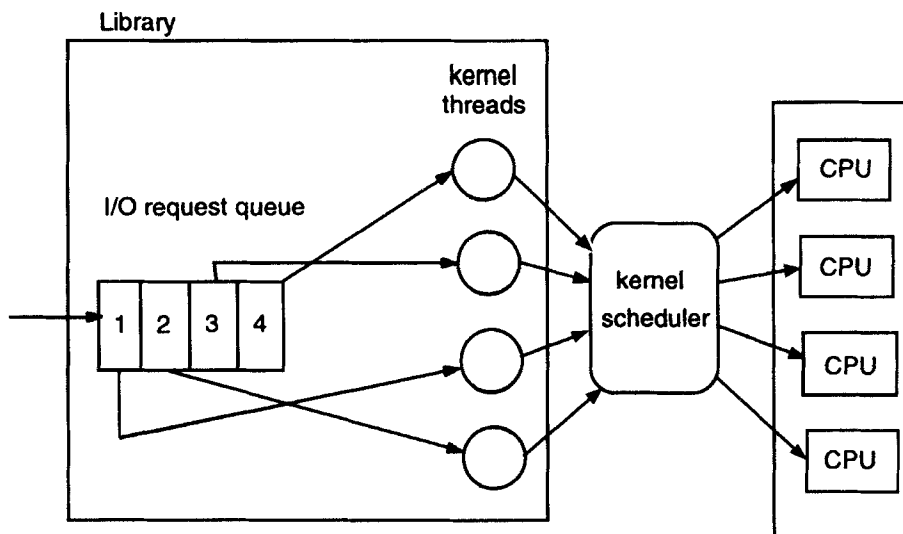 Library
kernel
threads
I/O request queue
1 2 3 4
kernel
scheduler
CPU
CPU
CPU
CPU